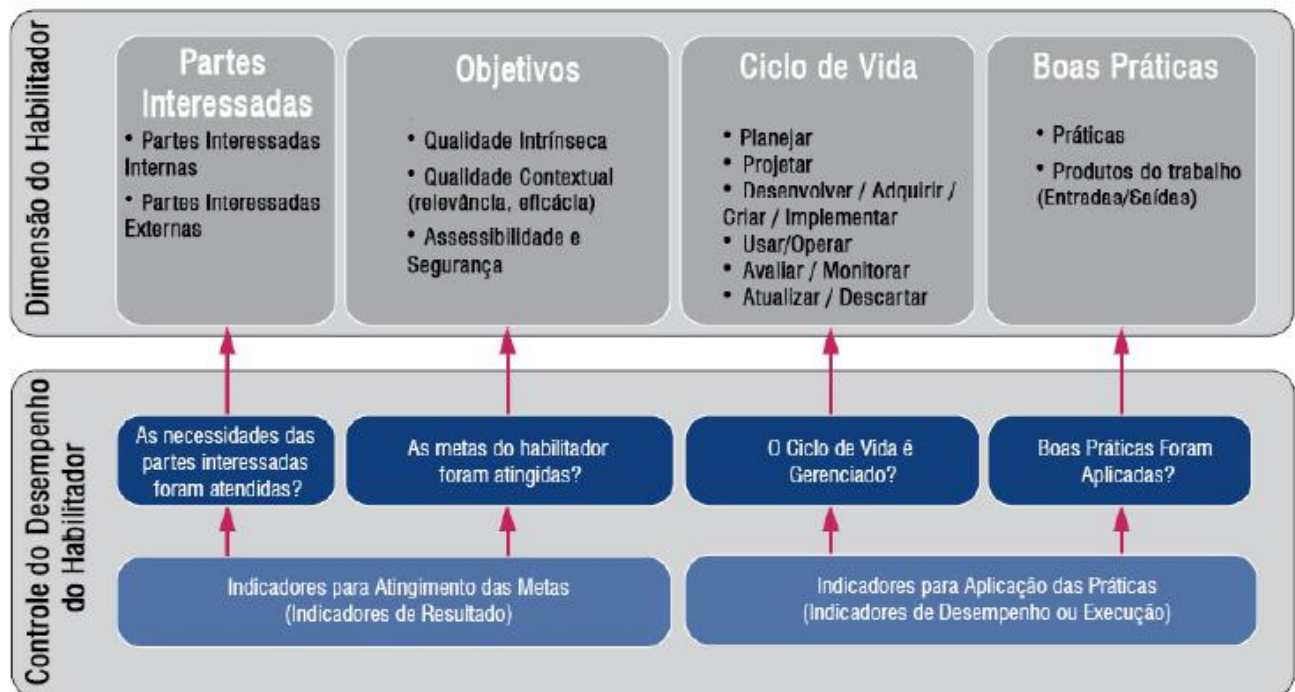 Dimensão do Habilitador
Partes
Interessadas
• Partes Interessadas
Internas
• Partes Interessadas
Externas
Objetivos
• Qualidade Intrínseca
• Qualidade Contextual
(relevância, eficácia)
• Assessibilidade e
Segurança
Ciclo de Vida
• Planejar
• Projetar
• Desenvolver / Adquirir /
Criar / Implementar
• Usar/Operar
• Avaliar / Monitorar
• Atualizar / Descartar
Boas Práticas
• Práticas
• Produtos do trabalho
(Entradas/Saídas)
Controle do Desempenho
do Habilitador
As necessidades das
partes interessadas
foram atendidas?
As metas do habilitador
foram atingidas?
O Ciclo de Vida é
Gerenciado?
Boas Práticas Foram
Aplicadas?
Indicadores para Atingimento das Metas
(Indicadores de Resultado)
Indicadores para Aplicação das Práticas
(Indicadores de Desempenho ou Execução)